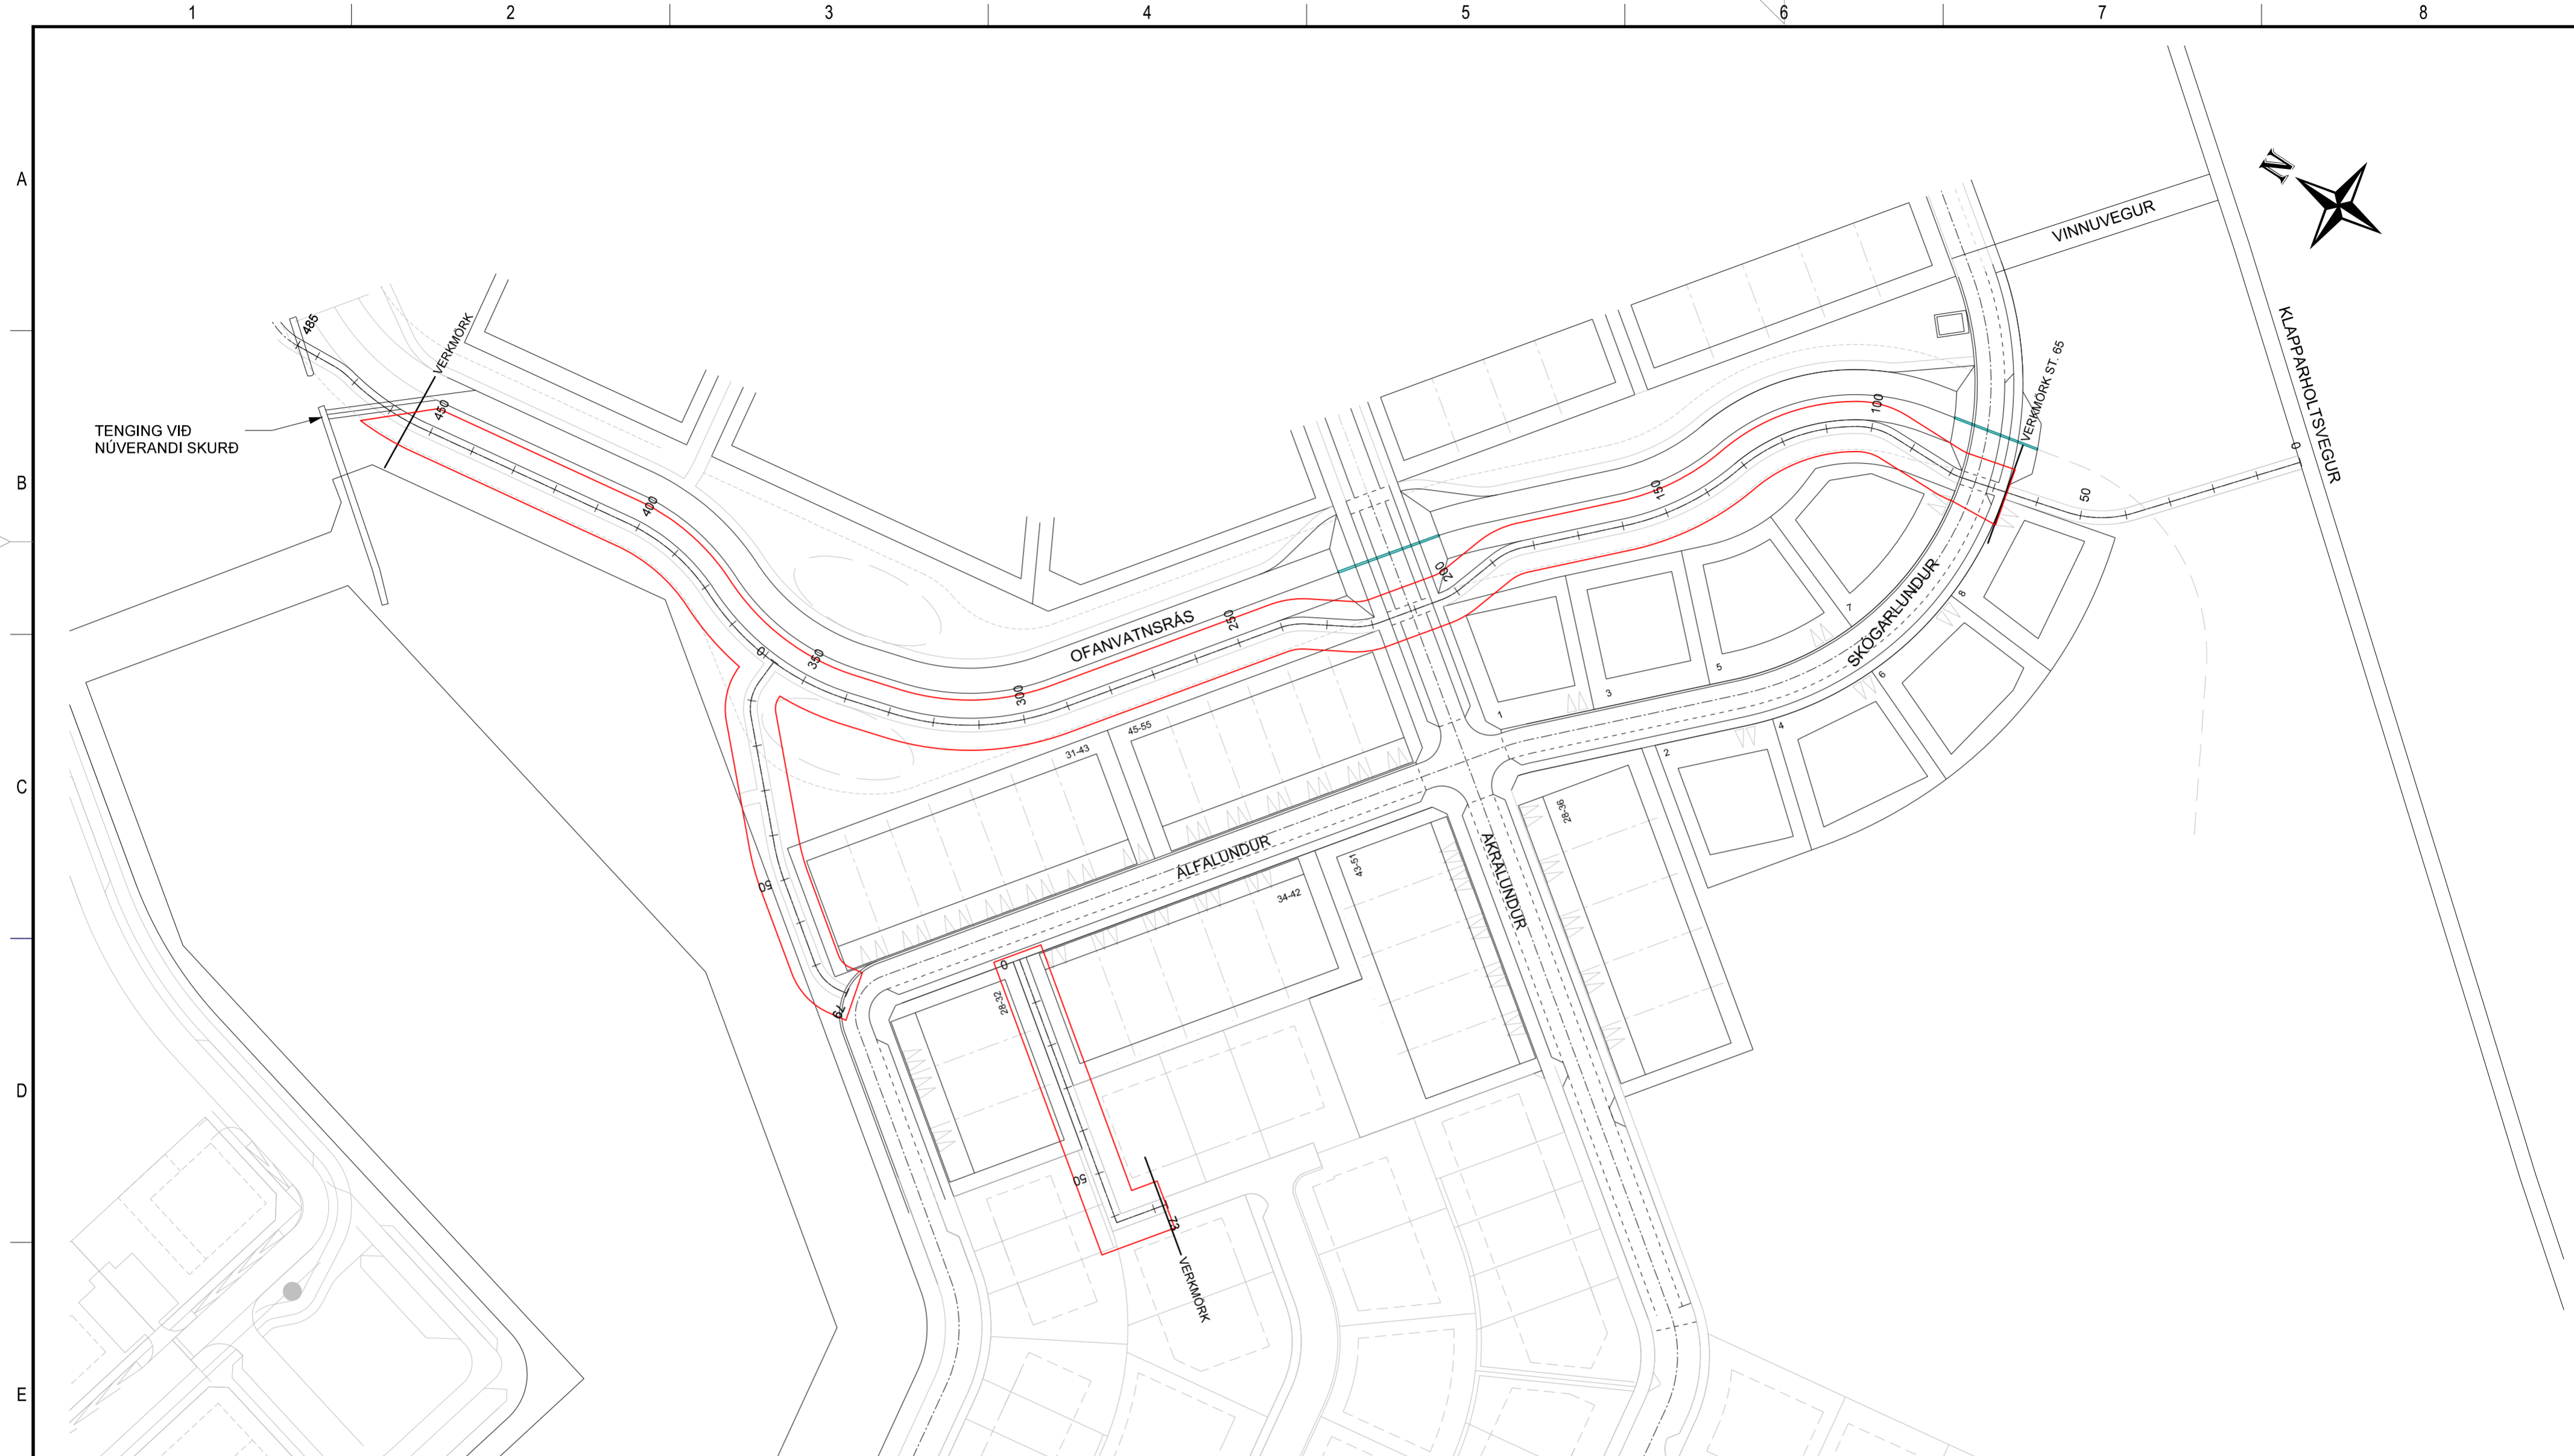 1
2
3
4
5
6
7
8
A
B
C
D
E
N
VINNUVEGUR
KLAPPARHOLTSVEGUR
485
VERKMÖRK
TENGING VIÐ
NÚVERANDI SKURÐ
450
400
350
0
300
OFANVATNSRÁS
250
200
150
100
VERKMÖRK ST. 65
50
0
SKÓGARLUNDUR
1
3
5
7
2
4
6
8
31-43
45-55
ÁLFALUNDUR
AKRALUNDUR
28-36
43-51
34-42
28-32
50
79
0
50
73
VERKMÖRK